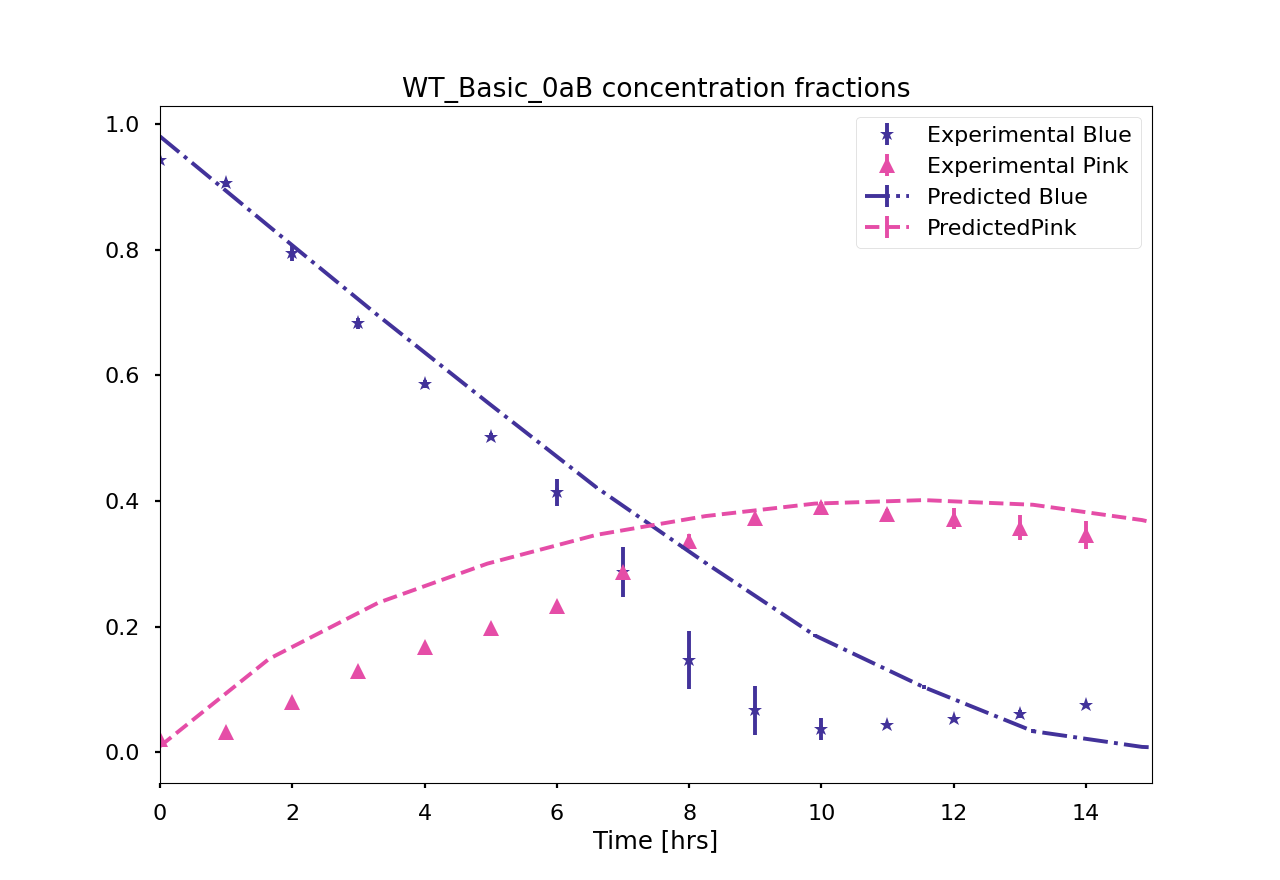 WT_Basic_0aB concentration fractions
1.0
0.8
0.6
0.4
0.2
0.0
Experimental Blue
Experimental Pink
Predicted Blue
PredictedPink
0 2 4 6 8 10 12 14
Time [hrs]